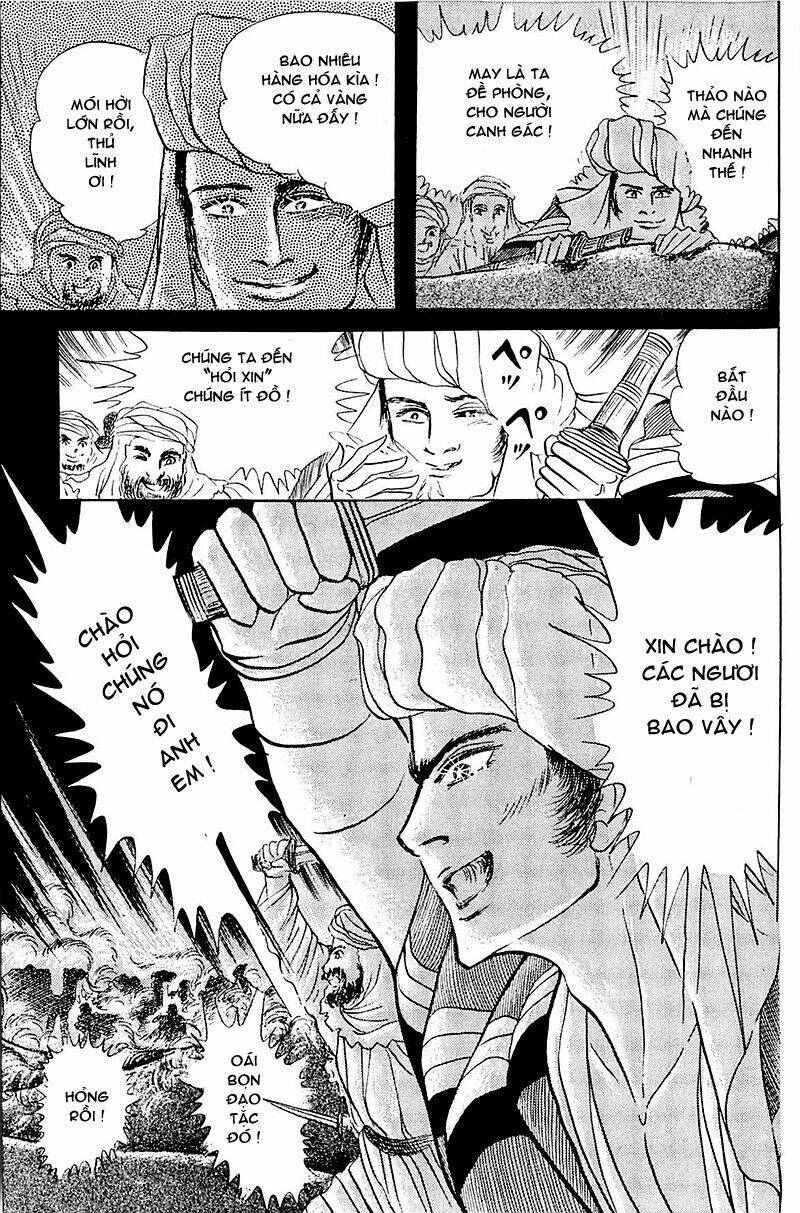 THẢO NÀO
MÀ CHÚNG
ĐẾN
NHANH
THẾ !
MAY LÀ TA
ĐỀ PHÒNG,
CHO NGƯỜI
CANH GÁC !
BAO NHIÊU
HÀNG HÓA KÌA !
CÓ CẢ VÀNG
NỮA ĐẤY !
MÓI HỜI
LỚN RỒI,
THỦ
LĨNH
ƠI !
BẮT
ĐẦU
NÀO !
ペ
ペ
CHÚNG TA ĐẾN
“HỎI XIN”
CHÚNG ÍT ĐỒ !
XIN CHÀO !
CÁC NGƯƠI
ĐÃ BỊ
BAO VÂY !
CHÀO
HỎI
CHÚNG
NÓ
ĐI
ANH
EM !
OÁI
BỌN
ĐẠO
TẶC
ĐÓ !
HỎNG
RỒI !